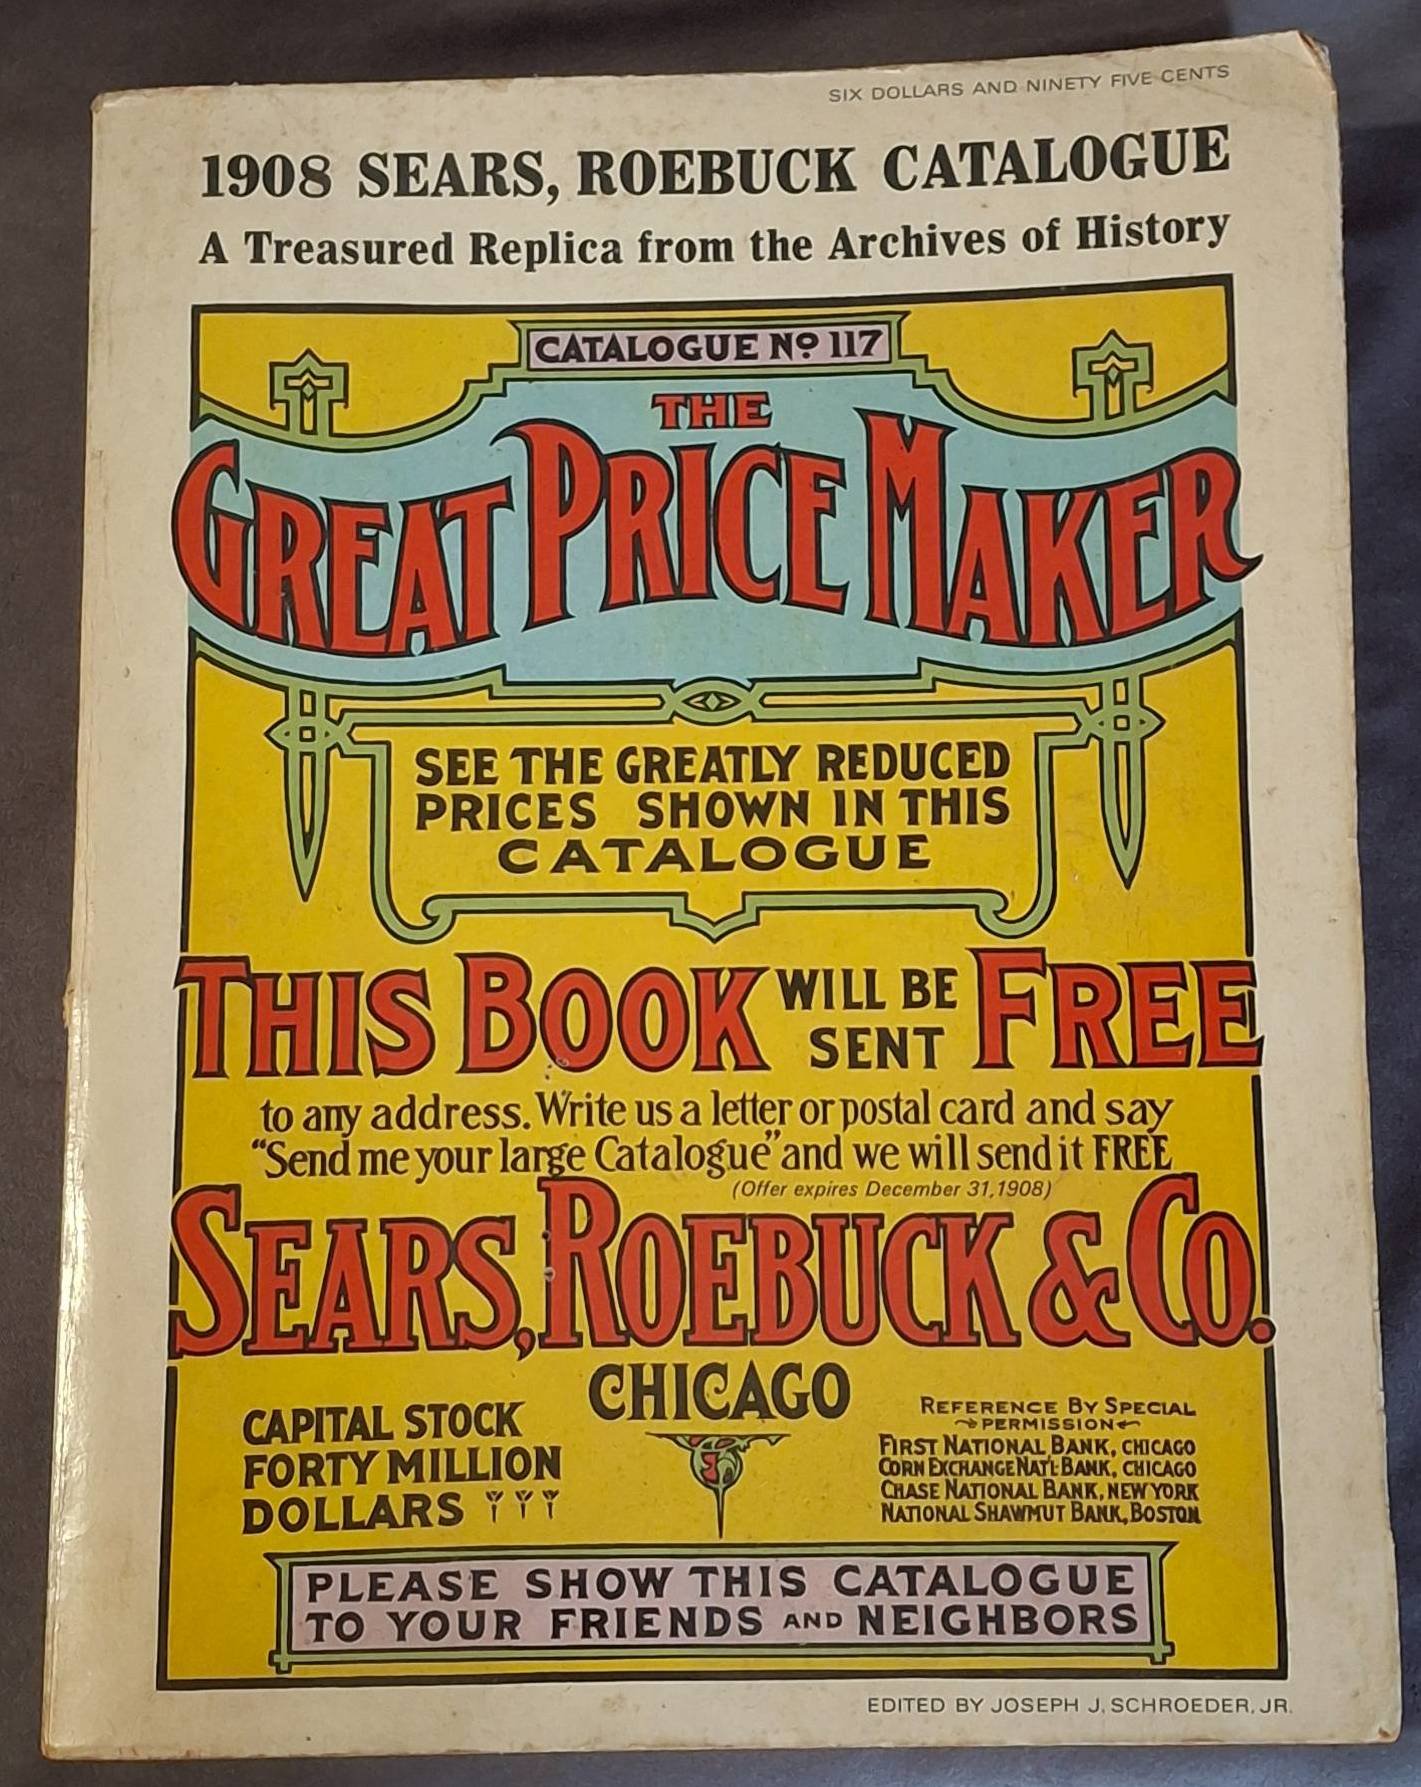 SIX DOLLARS AND NINETY FIVE CENTS
1908 SEARS, ROEBUCK CATALOGUE
A Treasured Replica from the Archives of History
CATALOGUE Nº 117
THE
GREAT PRICE MAKER
SEE THE GREATLY REDUCED
PRICES SHOWN IN THIS
CATALOGUE
THIS BOOK WILL BE SENT FREE
to any address. Write us a letter or postal card and say
"Send me your large Catalogue" and we will send it FREE
(Offer expires December 31, 1908)
SEARS, ROEBUCK & CO.
CHICAGO
CAPITAL STOCK
FORTY MILLION
DOLLARS
REFERENCE BY SPECIAL
PERMISSION
FIRST NATIONAL BANK, CHICAGO
CORN EXCHANGE NAT'L BANK, CHICAGO
CHASE NATIONAL BANK, NEW YORK
NATIONAL SHAWMUT BANK, BOSTON
PLEASE SHOW THIS CATALOGUE
TO YOUR FRIENDS AND NEIGHBORS
EDITED BY JOSEPH J. SCHROEDER, JR.